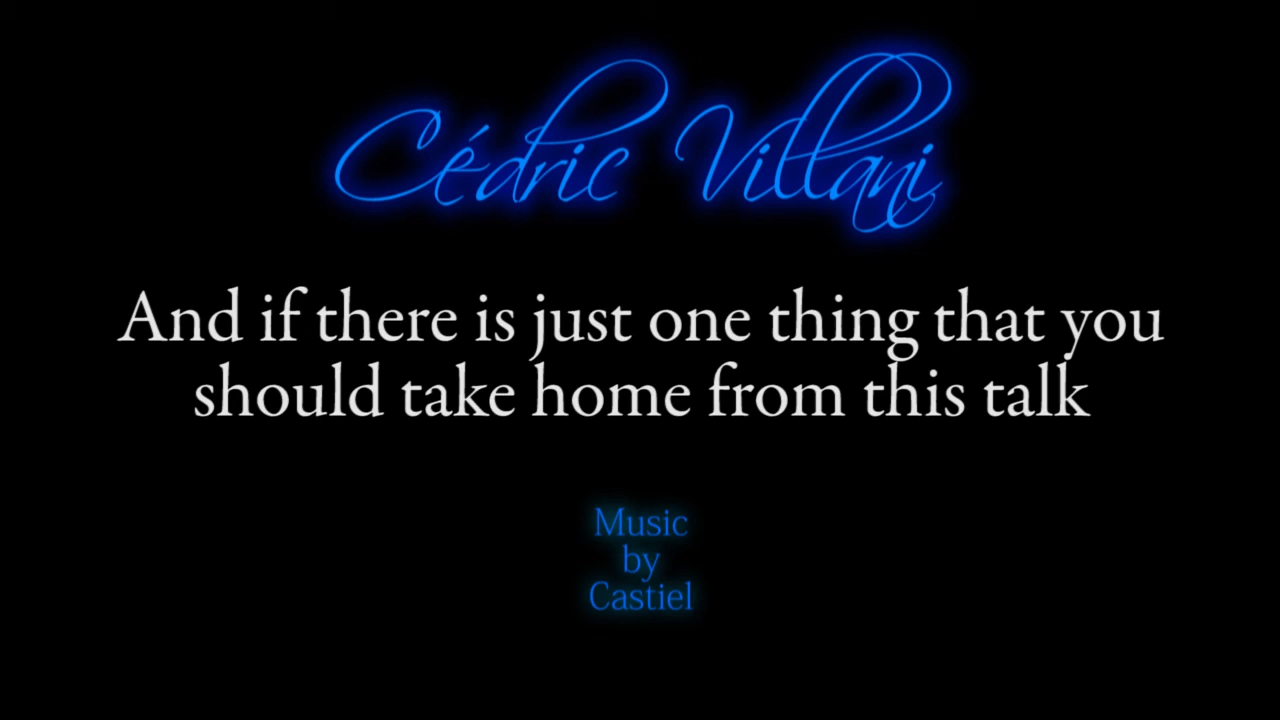 Cédric Villani
And if there is just one thing that you
should take home from this talk
Music
by
Castiel